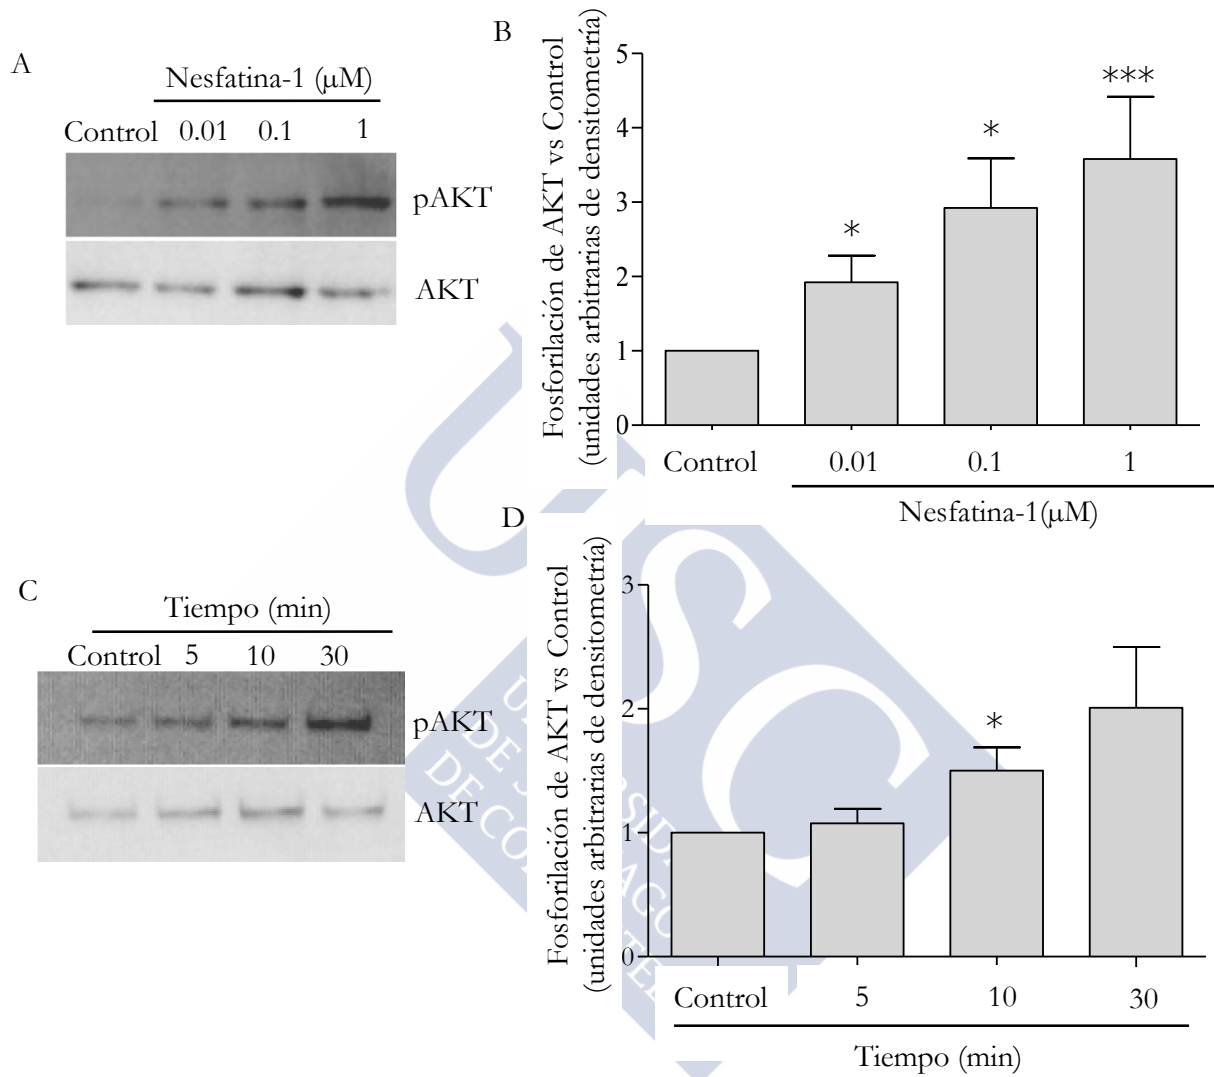 A
Nesfatina-1 (µM)
Control 0.01 0.1 1
pAKT
AKT
B
Fosforilación de AKT vs Control
(unidades arbitrarias de densitometría)
5
4
3
2
1
0
*
*
***
Control 0.01 0.1 1
Nesfatina-1(µM)
C
Tiempo (min)
Control 5 10 30
pAKT
AKT
D
Fosforilación de AKT vs Control
(unidades arbitrarias de densitometría)
3
2
1
0
*
Control 5 10 30
Tiempo (min)
USC